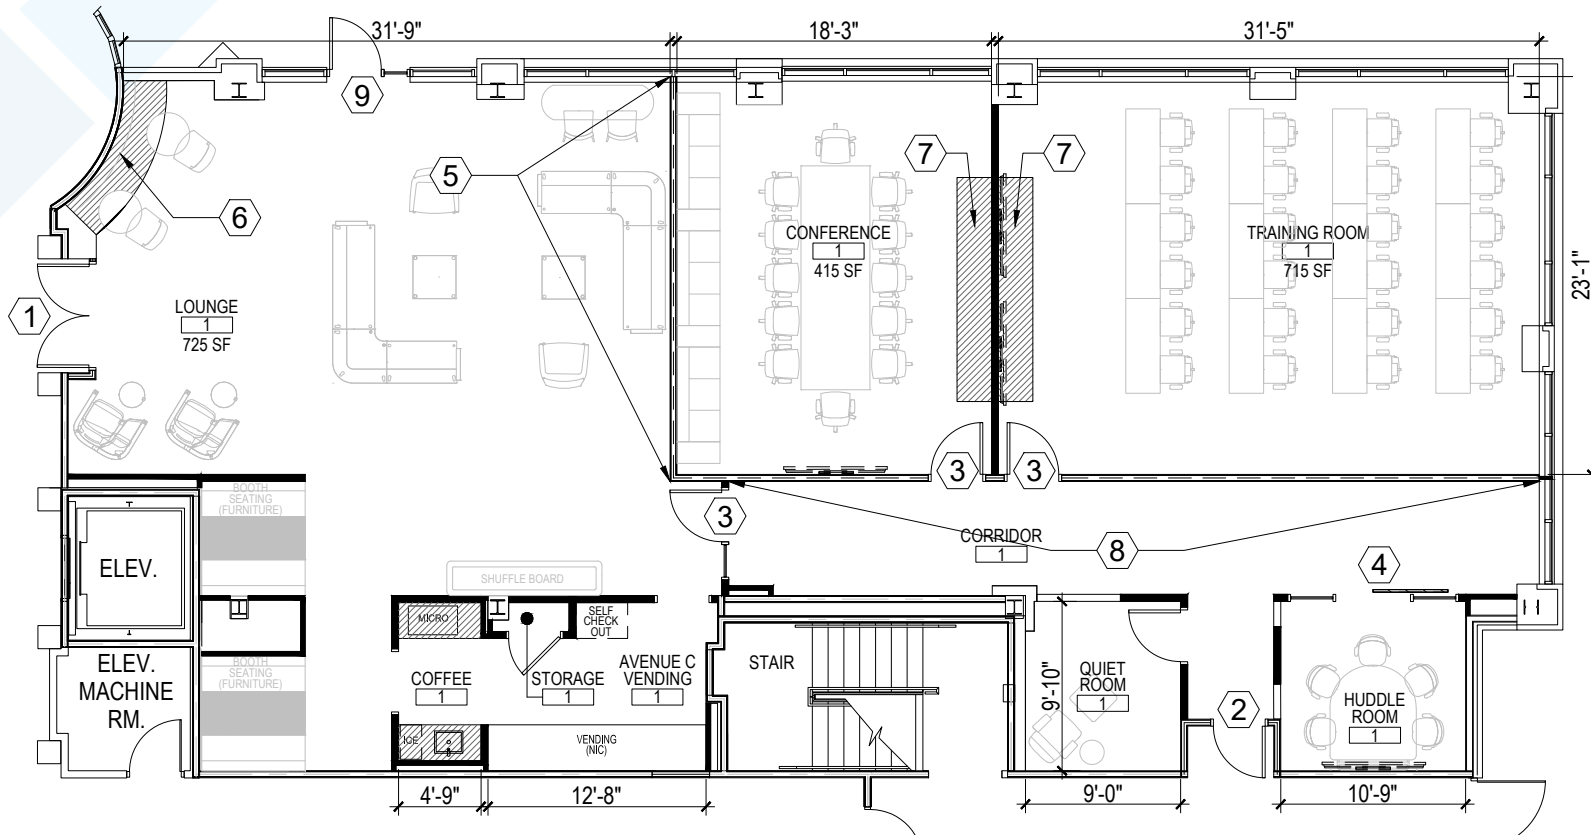 31'-9"
18'-3"
31'-5"
9
5
7
7
6
CONFERENCE
1
415 SF
TRAINING ROOM
1
715 SF
23'-1"
1
LOUNGE
1
725 SF
3
3
BOOTH
SEATING
(FURNITURE)
3
CORRIDOR
1
8
4
ELEV.
SHUFFLE BOARD
MICRO
SELF
CHECK
OUT
ELEV.
MACHINE
RM.
BOOTH
SEATING
(FURNITURE)
COFFEE
1
STORAGE
1
AVENUE C
VENDING
1
STAIR
9'-10"
QUIET
ROOM
1
2
HUDDLE
ROOM
1
ICE
VENDING
(NIC)
4'-9"
12'-8"
9'-0"
10'-9"